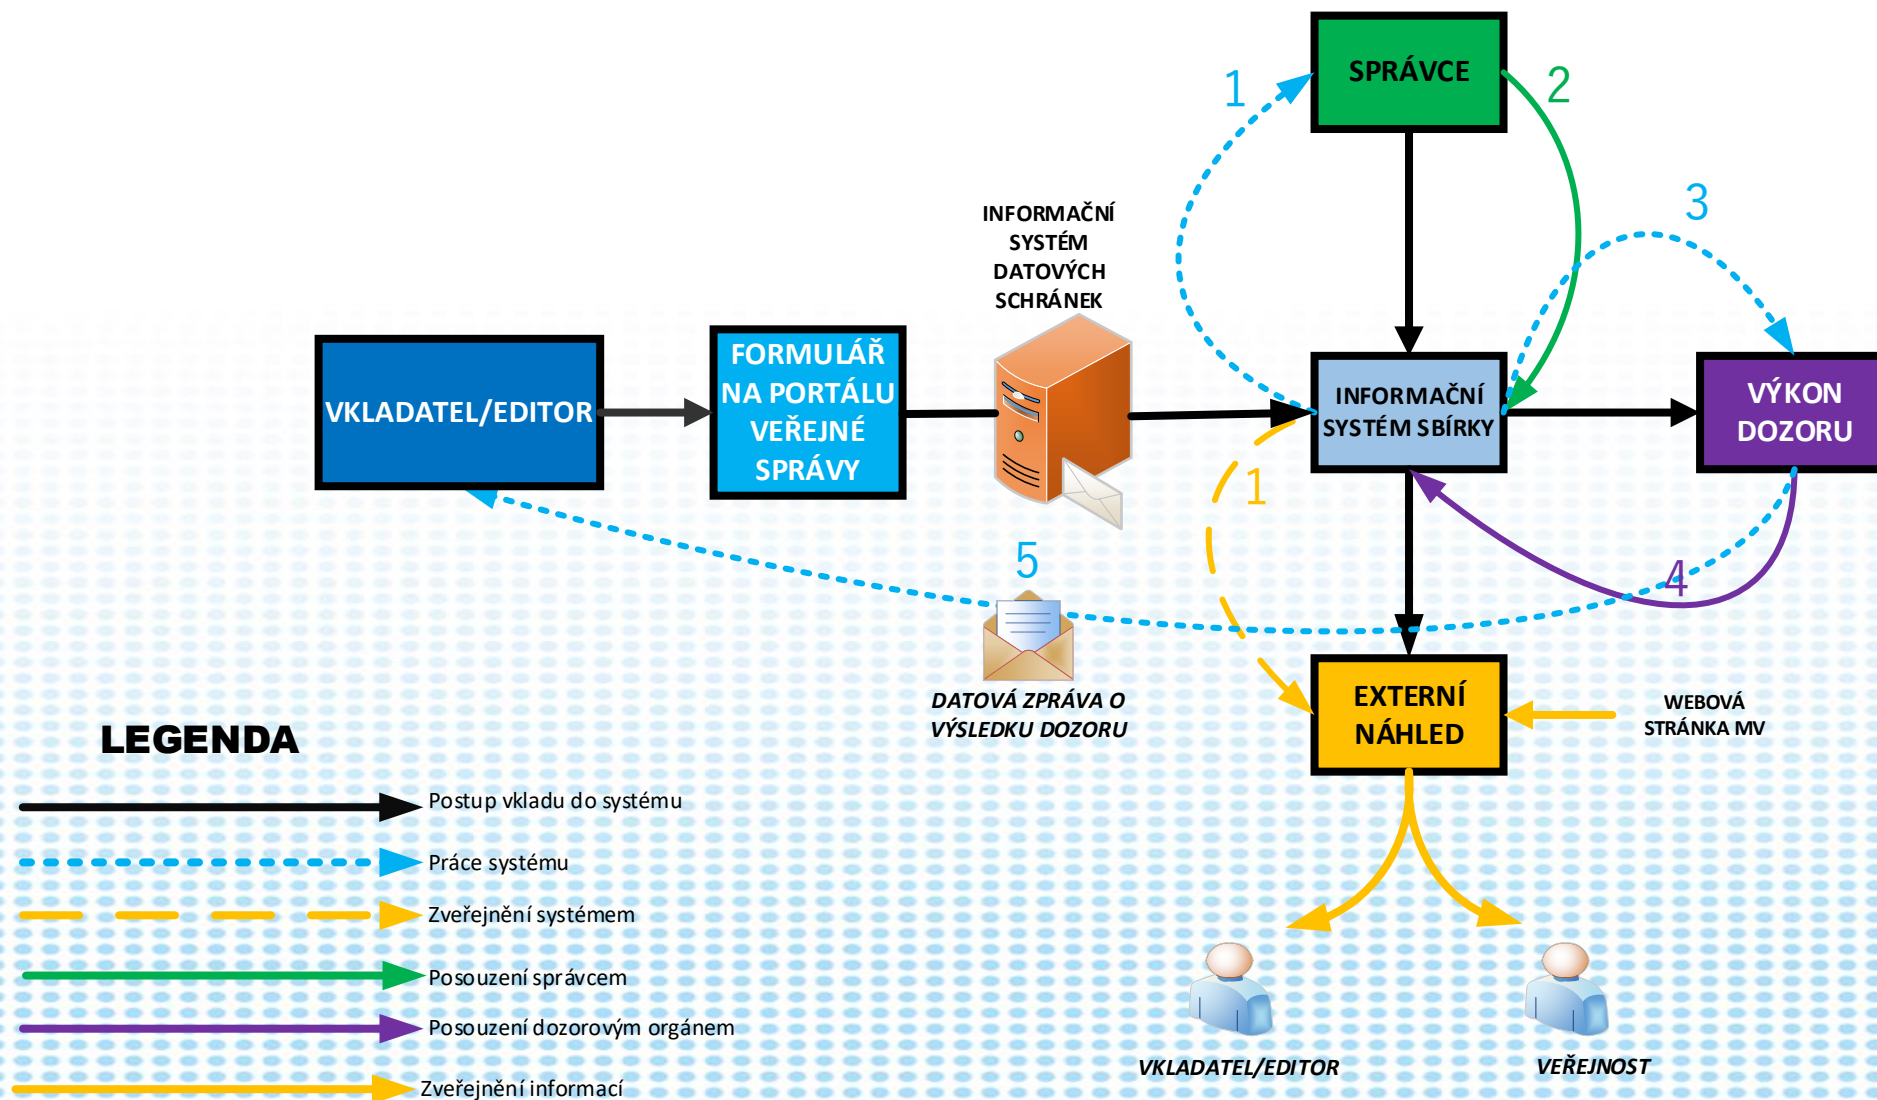 SPRÁVCE
1
2
3
INFORMAČNÍ
SYSTÉM
DATOVÝCH
SCHRÁNEK
VKLADATEL/EDITOR
FORMULÁŘ
NA PORTÁLU
VEŘEJNÉ
SPRÁVY
INFORMAČNÍ
SYSTÉM SBÍRKY
VÝKON
DOZORU
1
5
4
DATOVÁ ZPRÁVA O
VÝSLEDKU DOZORU
EXTERNÍ
NÁHLED
WEBOVÁ
STRÁNKA MV
LEGENDA
Postup vkladu do systému
Práce systému
Zveřejnění systémem
Posouzení správcem
Posouzení dozorovým orgánem
Zveřejnění informací
VKLADATEL/EDITOR
VEŘEJNOST